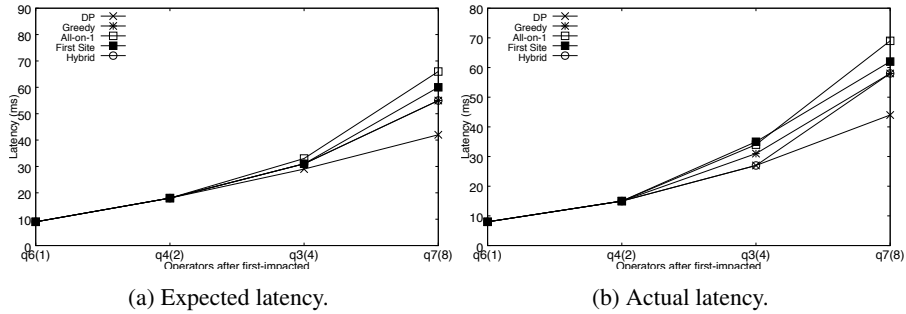 90
80
70
60
50
40
30
20
10
0
Latency (ms)
DP
Greedy
All-on-1
First Site
Hybrid
q6(1)
q4(2)
q3(4)
q7(8)
Operators after first-impacted
(a) Expected latency.
80
70
60
50
40
30
20
10
0
Latency (ms)
DP
Greedy
All-on-1
First Site
Hybrid
q6(1)
q4(2)
q3(4)
q7(8)
Operators after first-impacted
(b) Actual latency.